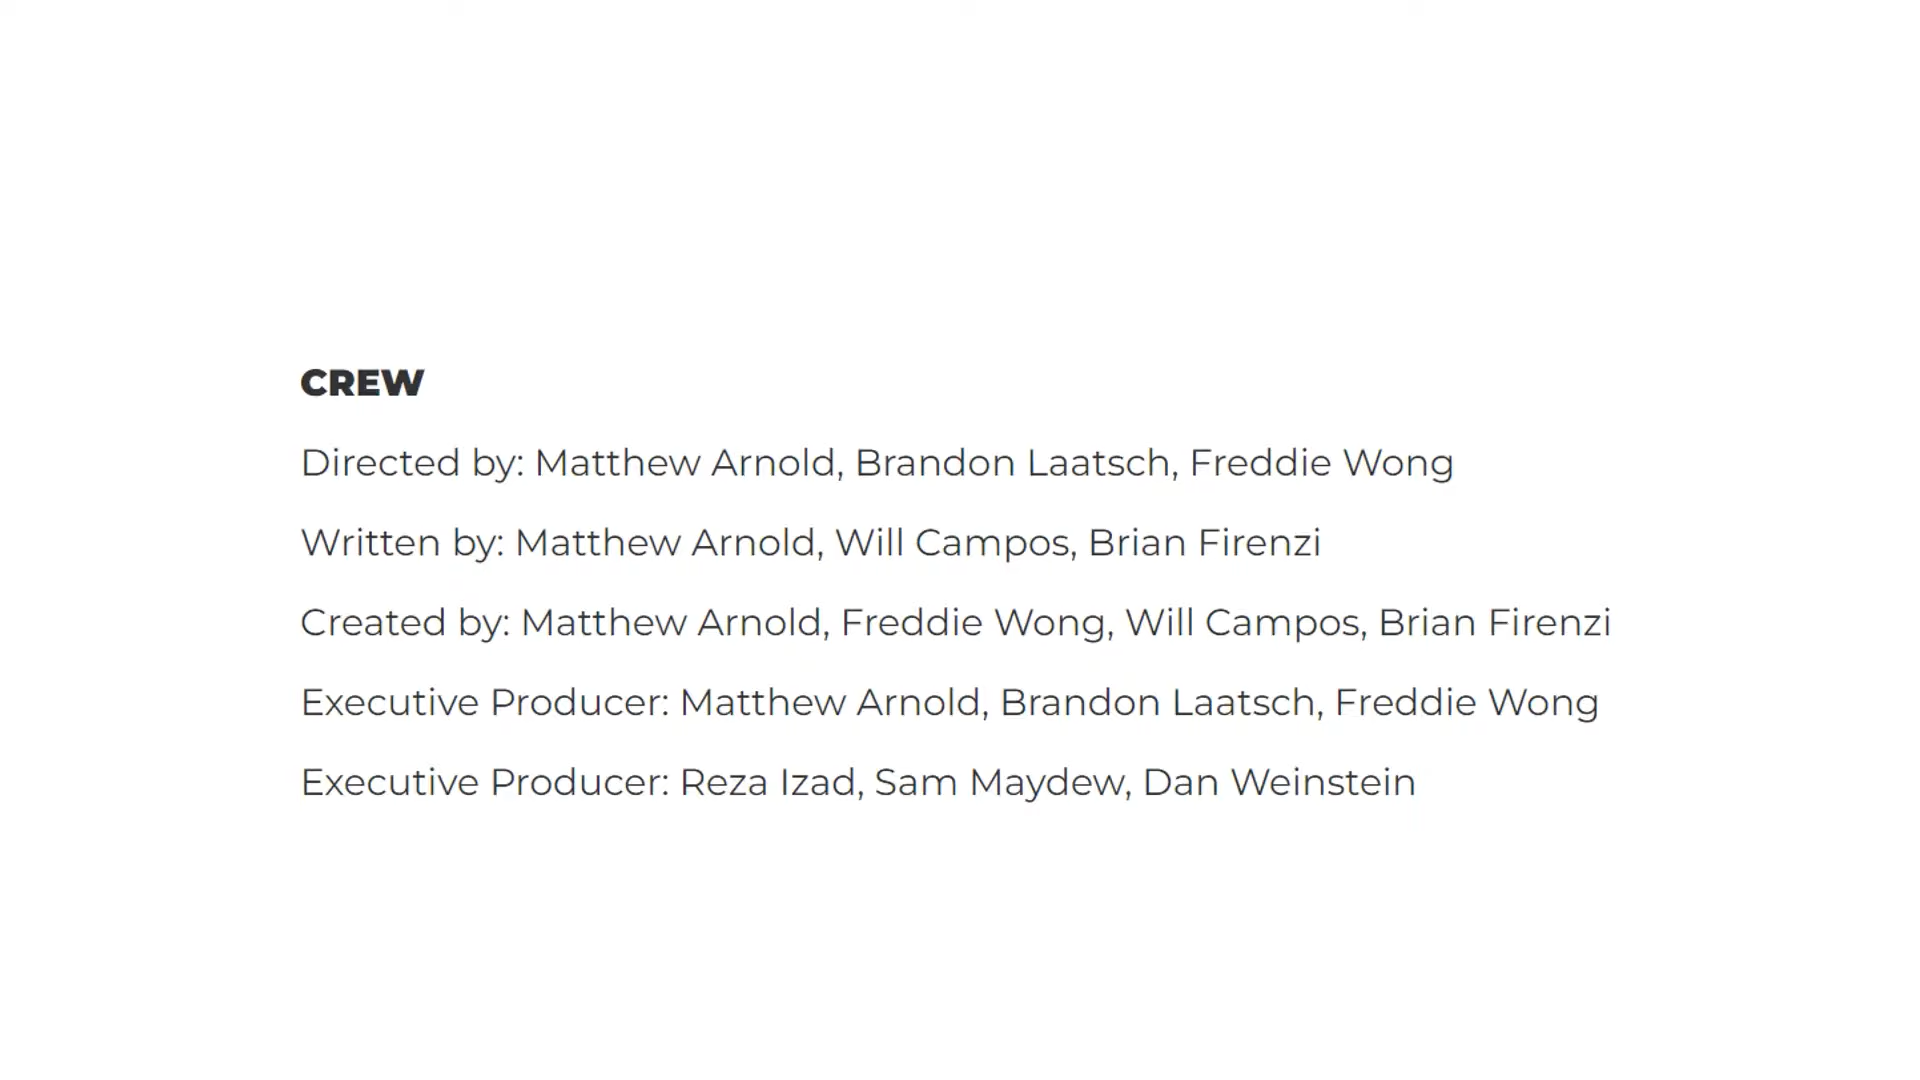 CREW
Directed by: Matthew Arnold, Brandon Laatsch, Freddie Wong
Written by: Matthew Arnold, Will Campos, Brian Firenzi
Created by: Matthew Arnold, Freddie Wong, Will Campos, Brian Firenzi
Executive Producer: Matthew Arnold, Brandon Laatsch, Freddie Wong
Executive Producer: Reza Izad, Sam Maydew, Dan Weinstein